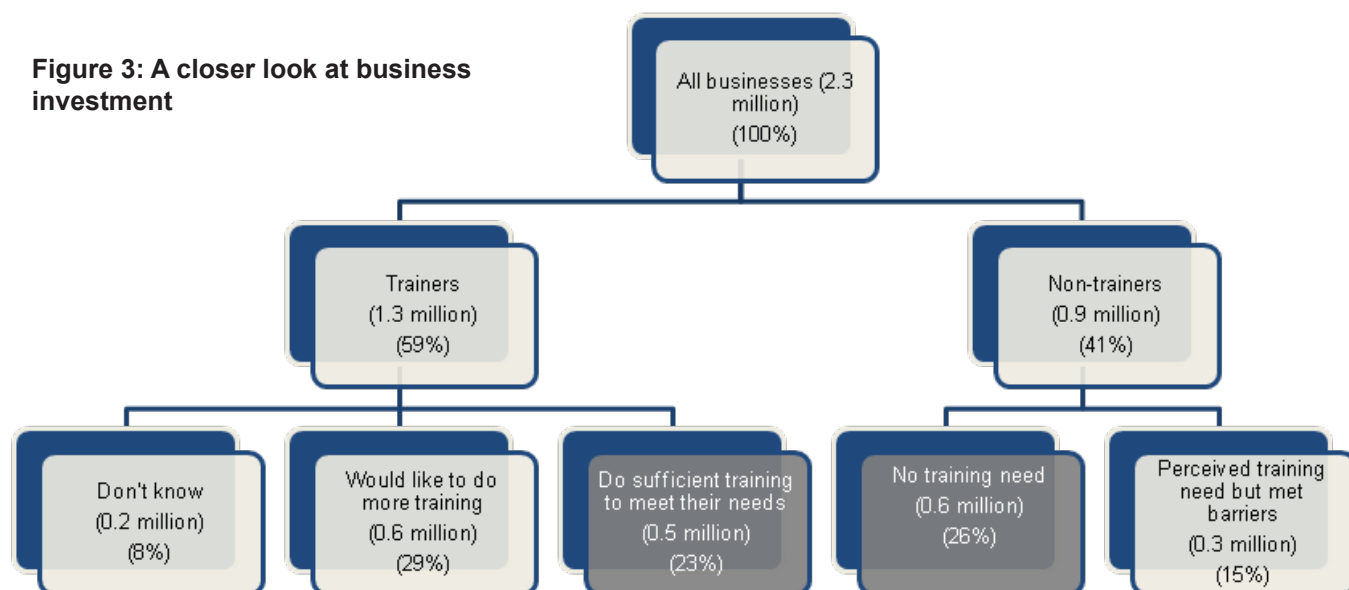 Figure 3: A closer look at business
investment
All businesses (2.3
million)
(100%)
Trainers
(1.3 million)
(59%)
Non-trainers
(0.9 million)
(41%)
Don't know
(0.2 million)
(8%)
Would like to do
more training
(0.6 million)
(29%)
Do sufficient training
to meet their needs
(0.5 million)
(23%)
No training need
(0.6 million)
(26%)
Perceived training
need but met
barriers
(0.3 million)
(15%)